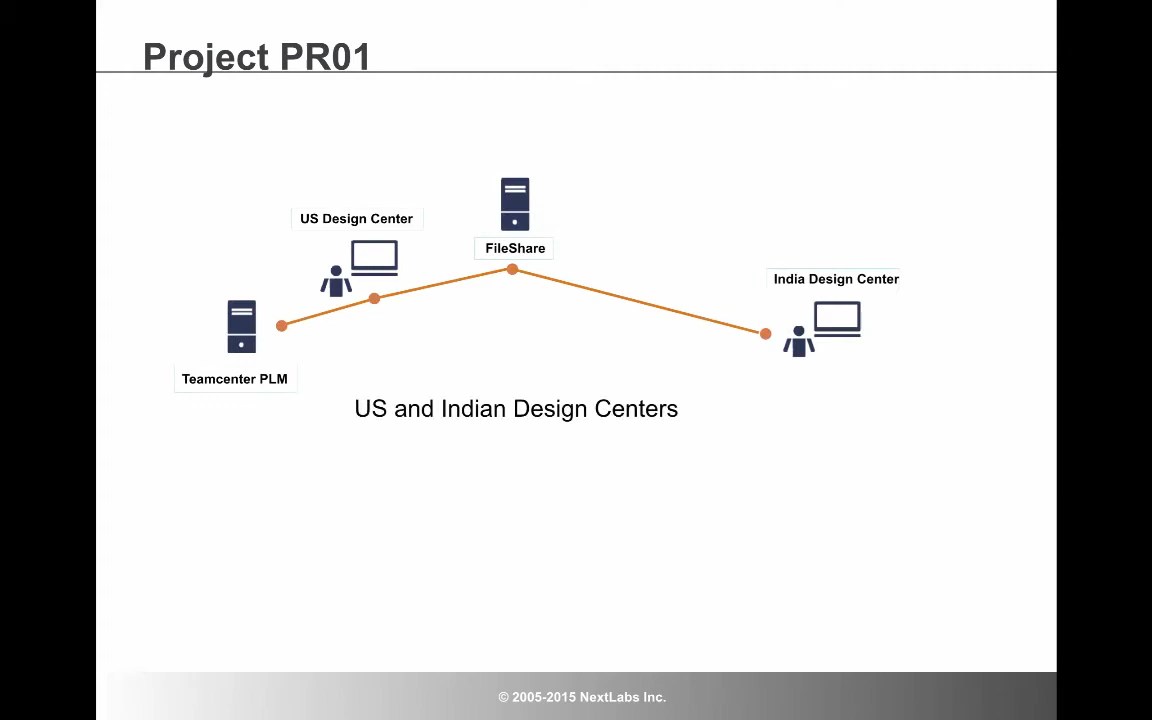 Project PR01
US Design Center
FileShare
India Design Center
Teamcenter PLM
US and Indian Design Centers
© 2005-2015 NextLabs Inc.